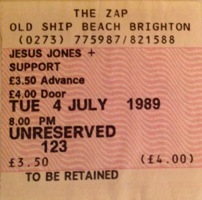 THE ZAP
OLD SHIP BEACH BRIGHTON
(0273) 775987/821588
JESUS JONES +
SUPPORT
£3.50 Advance
£4.00 Door
TUE 4 JULY 1989
8.00 PM
UNRESERVED
123
£3.50 (£4.00)
TO BE RETAINED